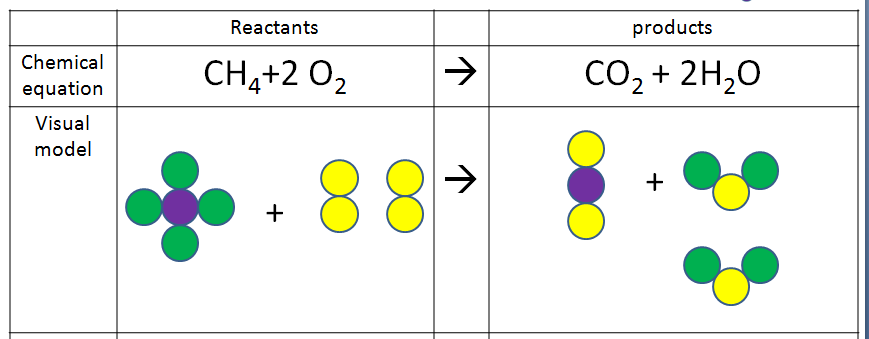 Reactants products
Chemical equation CH₄+2 O₂ → CO₂ + 2H₂O
Visual model + → +